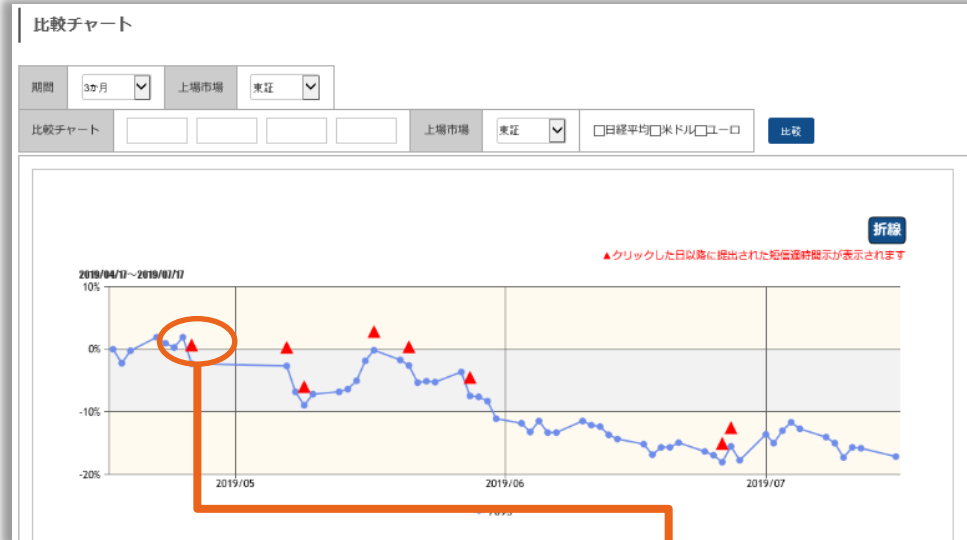 比較チャート
期間 3か月 上場市場 東証
比較チャート 上場市場 東証 □日経平均□米ドル□ユーロ 比較
折線
▲クリックした日以降に提出された短信適時開示が表示されます
2019/04/17～2019/07/17
10%
0%
-10%
-20%
2019/05 2019/06 2019/07